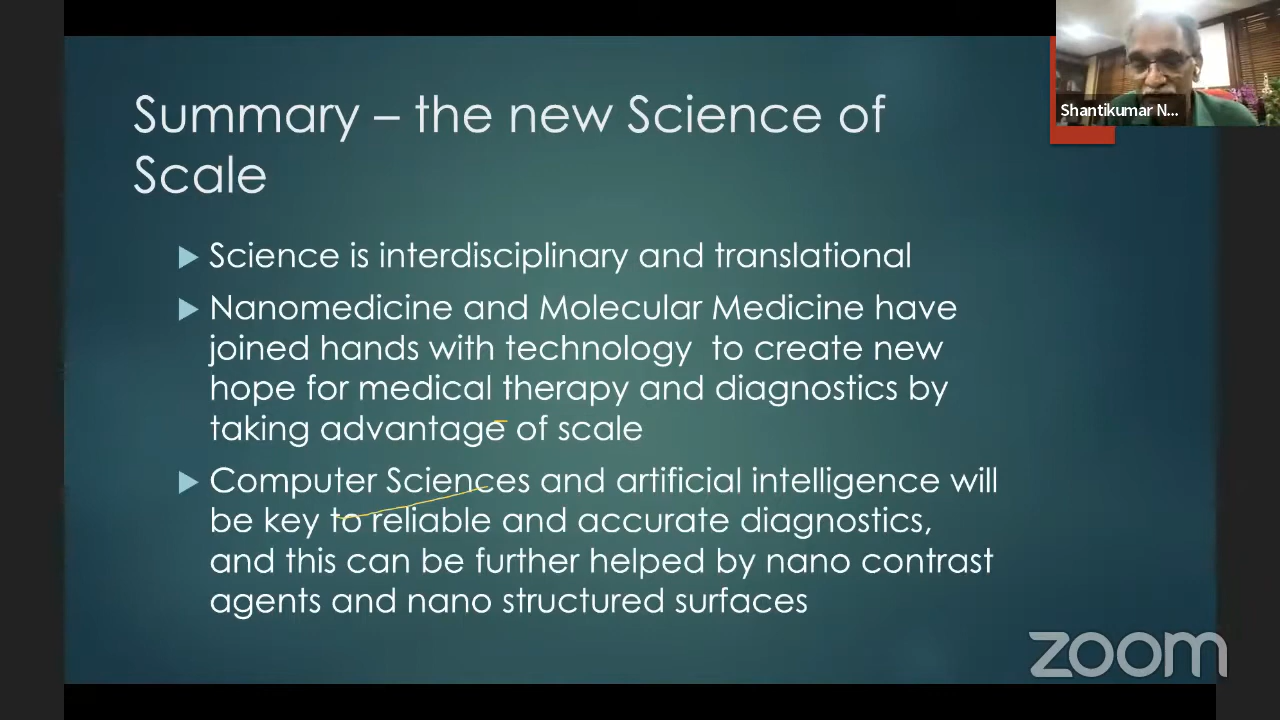 Summary – the new Science of
Scale
Science is interdisciplinary and translational
Nanomedicine and Molecular Medicine have
joined hands with technology  to create new
hope for medical therapy and diagnostics by
taking advantage of scale
Computer Sciences and artificial intelligence will
be key to reliable and accurate diagnostics,
and this can be further helped by nano contrast
agents and nano structured surfaces
Shantikumar N...
zoom